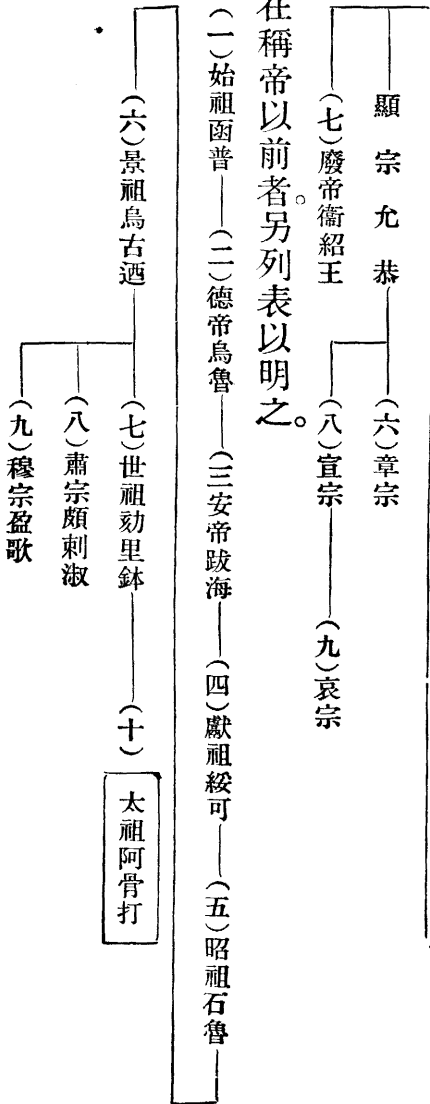 顯宗允恭
(六)章宗
(七)廢帝衞紹王
(八)宣宗
(九)哀宗
在稱帝以前者。另列表以明之。
(一)始祖函普
(二)德帝烏魯
(三安帝跋海
(四)獻祖綏可
(五)昭祖石魯
(六)景祖烏古迺
(七)世祖劾里鉢
(十)
太祖阿骨打
(八)肅宗頗剌淑
(九)穆宗盈歌